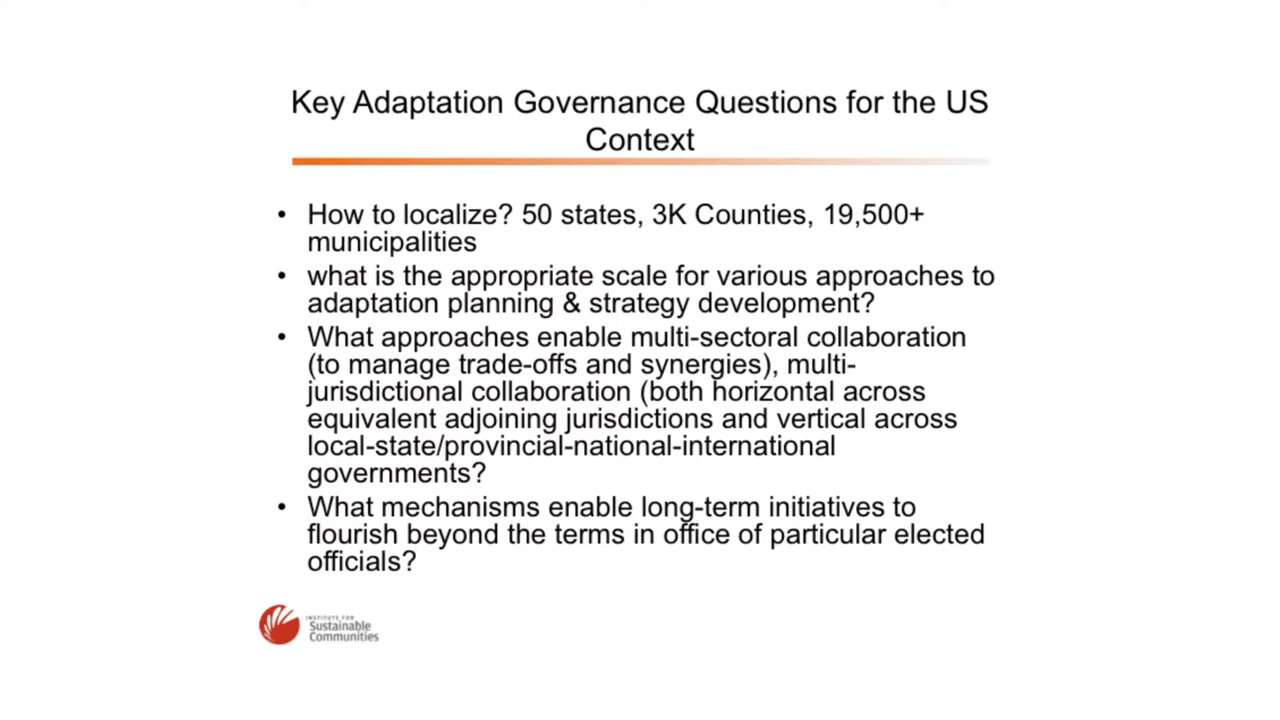 Key Adaptation Governance Questions for the US
Context
• How to localize? 50 states, 3K Counties, 19,500+
municipalities
• what is the appropriate scale for various approaches to
adaptation planning & strategy development?
• What approaches enable multi-sectoral collaboration
(to manage trade-offs and synergies), multi-
jurisdictional collaboration (both horizontal across
equivalent adjoining jurisdictions and vertical across
local-state/provincial-national-international
governments?
• What mechanisms enable long-term initiatives to
flourish beyond the terms in office of particular elected
officials?
INSTITUTE FOR
Sustainable
Communities